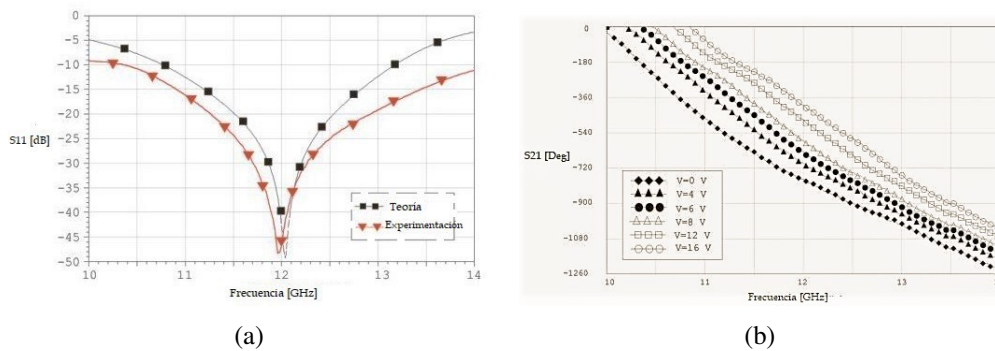 0
-5
-10
-15
-20
S11 [dB] -25
-30
-35
-40
-45
-50
10 11 12 13 14
Frecuencia [GHz]
Teoría
Experimentación
(a)
0
-180
-360
-540
S21 [Deg]
-720
-900
-1080
-1260
V=0 V
V=4 V
V=6 V
V=8 V
V=12 V
V=16 V
10 11 12 13
Frecuencia [GHz]
(b)